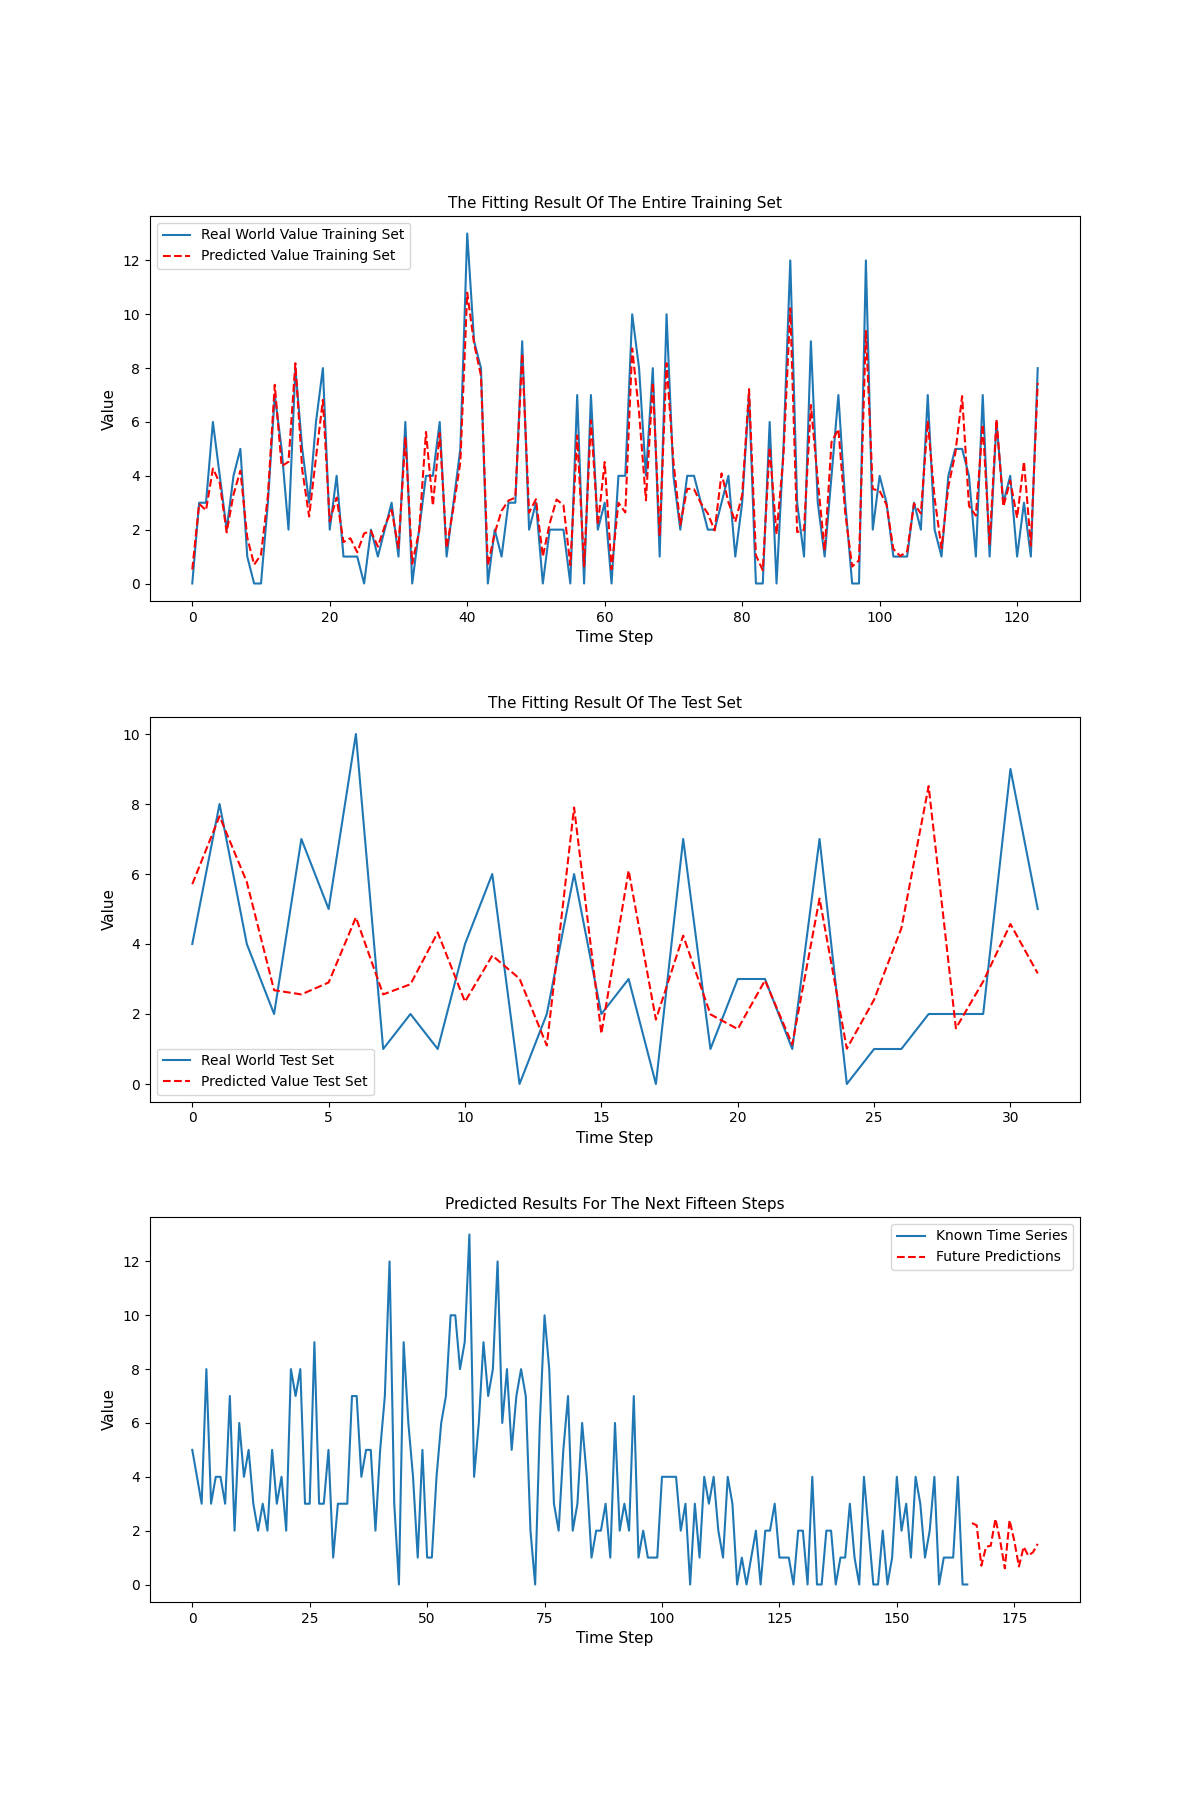 The Fitting Result Of The Entire Training Set
Real World Value Training Set
Predicted Value Training Set
Value
12
10
8
6
4
2
0
0 20 40 60 80 100 120
Time Step
The Fitting Result Of The Test Set
Value
10
8
6
4
2
0
Real World Test Set
Predicted Value Test Set
0 5 10 15 20 25 30
Time Step
Predicted Results For The Next Fifteen Steps
Known Time Series
Future Predictions
Value
12
10
8
6
4
2
0
0 25 50 75 100 125 150 175
Time Step